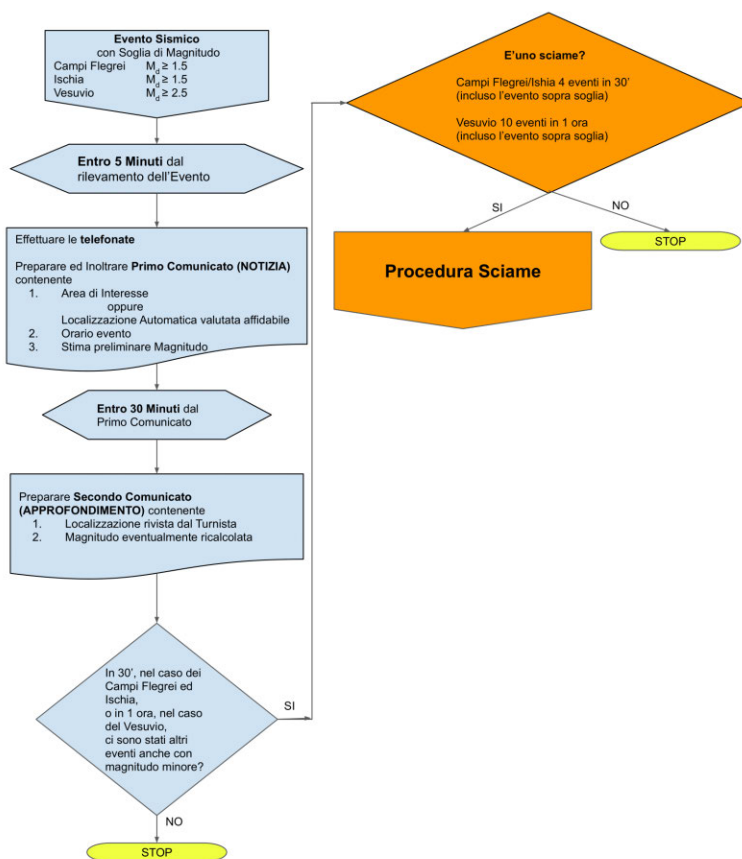 Evento Sismico
con Soglia di Magnitudo
Campi Flegrei Md ≥ 1.5
Ischia Md ≥ 1.5
Vesuvio Md ≥ 2.5
Entro 5 Minuti dal
rilevamento dell'Evento
Effettuare le telefonate
Preparare ed Inoltrare Primo Comunicato (NOTIZIA)
contenente
1. Area di Interesse
oppure
Localizzazione Automatica valutata affidabile
2. Orario evento
3. Stima preliminare Magnitudo
Entro 30 Minuti dal
Primo Comunicato
Preparare Secondo Comunicato
(APPROFONDIMENTO) contenente
1. Localizzazione rivista dal Turnista
2. Magnitudo eventualmente ricalcolata
In 30', nel caso dei
Campi Flegrei ed
Ischia,
o in 1 ora, nel caso
del Vesuvio,
ci sono stati altri
eventi anche con
magnitudo minore?
SI
NO
STOP
E'uno sciame?
Campi Flegrei/Ishia 4 eventi in 30'
(incluso l'evento sopra soglia)
Vesuvio 10 eventi in 1 ora
(incluso l'evento sopra soglia)
SI
NO
STOP
Procedura Sciame